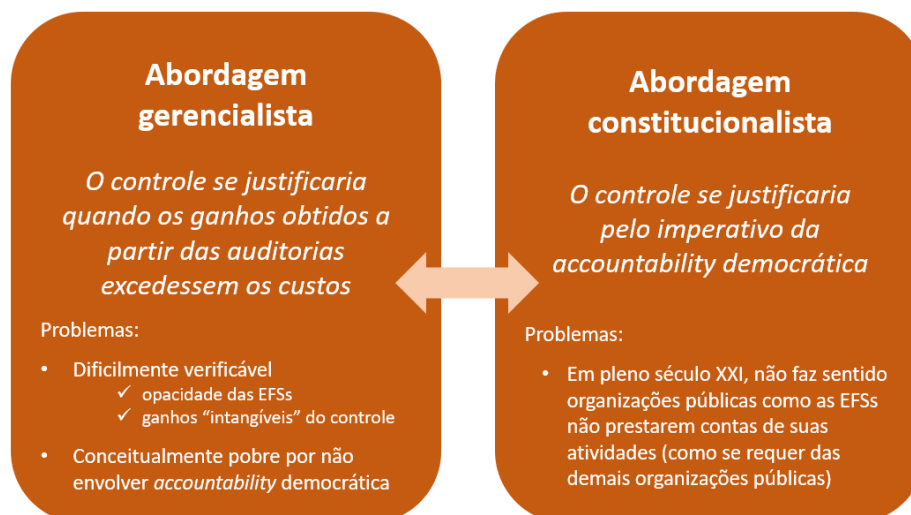 Abordagem
gerencialista
O controle se justificaria
quando os ganhos obtidos a
partir das auditorias
excedessem os custos
Problemas:
• Dificilmente verificável
✓ opacidade das EFSs
✓ ganhos “intangíveis” do controle
• Conceitualmente pobre por não
envolver accountability democrática
Abordagem
constitucionalista
O controle se justificaria
pelo imperativo da
accountability democrática
Problemas:
• Em pleno século XXI, não faz sentido
organizações públicas como as EFSs
não prestarem contas de suas
atividades (como se requer das
demais organizações públicas)